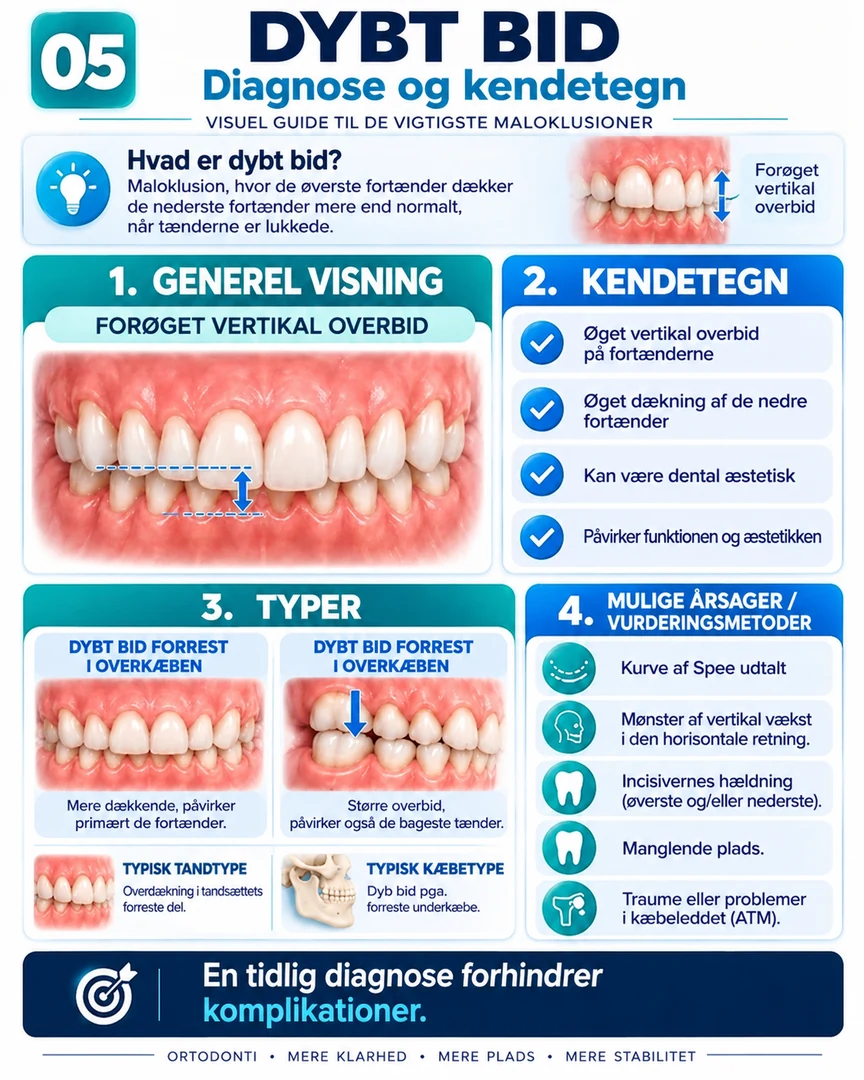 05
DYBT BID
Diagnose og kendetegn
VISUEL GUIDE TIL DE VIGTIGSTE MALOKLUSIONER
Hvad er dybt bid?
Maloklusion, hvor de øverste fortænder dækker
de nederste fortænder mere end normalt,
når tænderne er lukkede.
Forøget
vertikal
overbid
1. GENEREL VISNING
FORØGET VERTIKAL OVERBID
2. KENDETEGN
Øget vertikal overbid
på fortænderne
Øget dækning af de nedre
fortænder
Kan være dental æstetisk
Påvirker funktionen og æstetikken
3. TYPER
DYBT BID FORREST
I OVERKÆBEN
Mere dækkende, påvirker
primært de fortænder.
DYBT BID FORREST
I OVERKÆBEN
Større overbid,
påvirker også de bageste tænder.
TYPISK TANDTYPE
Overdækning i tandsættets
forreste del.
TYPISK KÆBETYPE
Dyb bid pga.
forreste underkæbe.
4. MULIGE ÅRSAGER /
VURDERINGSMETODER
Kurve af Spee udtalt
Mønster af vertikal vækst
i den horisontale retning.
Incisivernes hældning
(øverste og/eller nederste).
Manglende plads.
Traume eller problemer
i kæbeleddet (ATM).
En tidlig diagnose forhindrer
komplikationer.
ORTODONTI • MERE KLARHED • MERE PLADS • MERE STABILITET